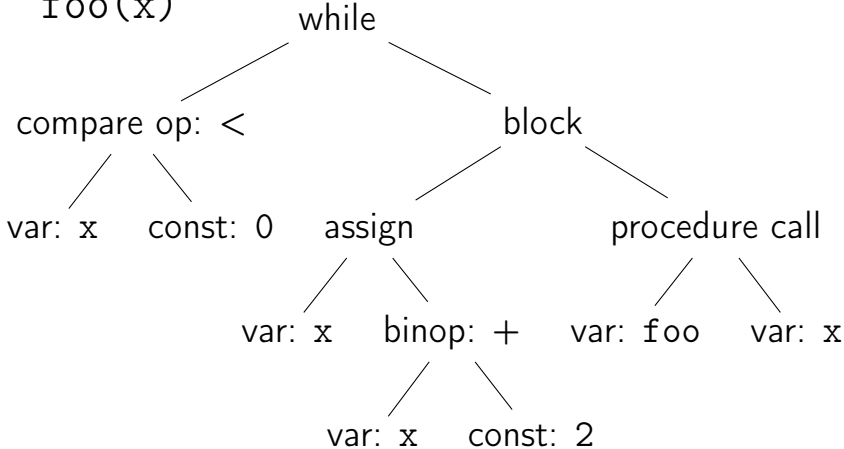 foo(x)
while
compare op: <
block
var: x
const: 0
assign
procedure call
var: x
binop: +
var: foo
var: x
var: x
const: 2